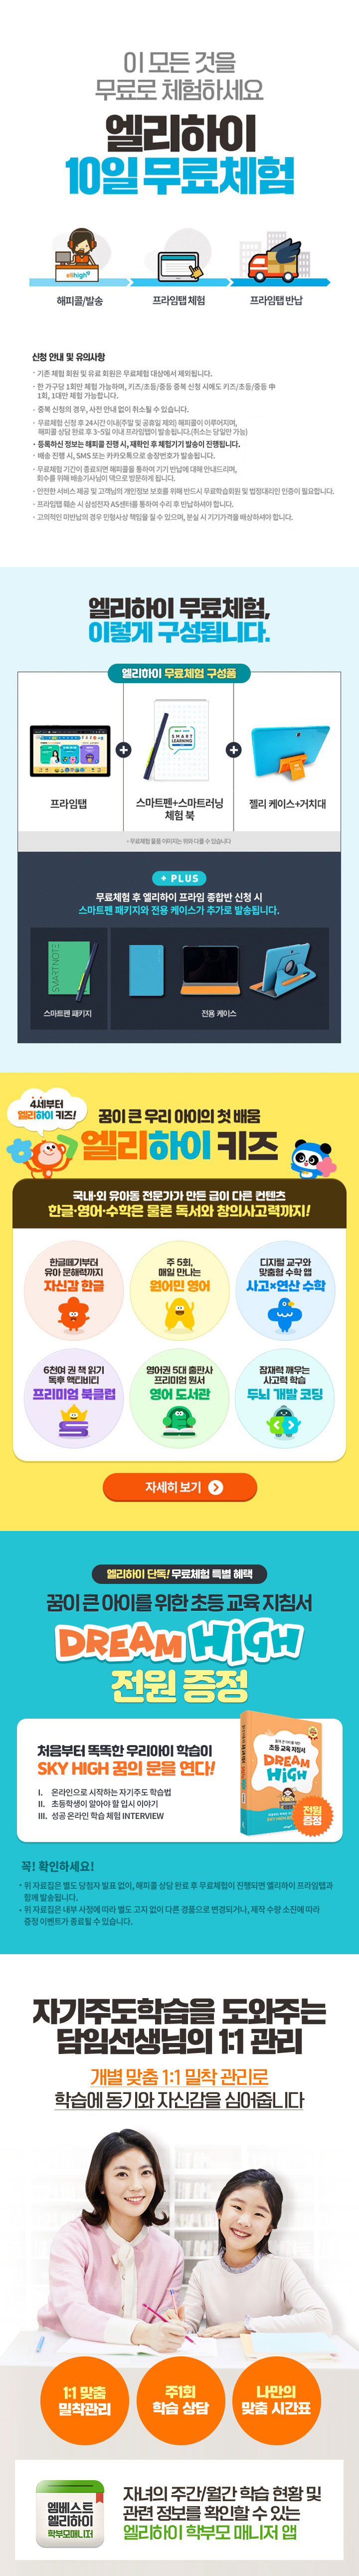 이 모든 것을
무료로 체험하세요
엘리하이
10일 무료체험
elihigh
해피콜/발송
프라임탭 체험
프라임탭 반납
신청 안내 및 유의사항
· 기존 체험 회원 및 유료 회원은 무료체험 대상에서 제외됩니다.
· 한 가구당 1회만 체험 가능하며, 키즈/초등/중등 중복 신청 시에도 키즈/초등/중등 中
1회, 1대만 체험 가능합니다.
· 중복 신청의 경우, 사전 안내 없이 취소될 수 있습니다.
· 무료체험 신청 후 24시간 이내(주말 및 공휴일 제외) 해피콜이 이루어지며,
해피콜 상담 완료 후 3-5일 이내 프라임탭이 발송됩니다.(취소는 당일만 가능)
· 등록하신 정보는 해피콜 진행 시, 재확인 후 체험기기 발송이 진행됩니다.
· 배송 진행 시, SMS 또는 카카오톡으로 송장번호가 발송됩니다.
· 무료체험 기간이 종료되면 해피콜을 통하여 기기 반납에 대해 안내드리며,
회수를 위해 배송기사님이 댁으로 방문하게 됩니다.
· 안전한 서비스 제공 및 고객님의 개인정보 보호를 위해 반드시 무료학습회원 및 법정대리인 인증이 필요합니다.
· 프라임탭 훼손 시 삼성전자 AS센터를 통하여 수리 후 반납하셔야 합니다.
· 고의적인 미반납의 경우 민형사상 책임을 질 수 있으며, 분실 시 기기가격을 배상하셔야 합니다.
엘리하이 무료체험,
이렇게 구성됩니다.
엘리하이 무료체험 구성품
SMART
LEARNING
프라임탭
스마트펜+스마트러닝
체험 북
젤리 케이스+거치대
* 무료체험 물품 이미지는 위와 다를 수 있습니다
+ PLUS
무료체험 후 엘리하이 프라임 종합반 신청 시
스마트펜 패키지와 전용 케이스가 추가로 발송됩니다.
SMARTNOTE
스마트펜 패키지
전용 케이스
4세부터
엘리하이 키즈!
꿈이 큰 우리 아이의 첫 배움
엘리하이 키즈
국내·외 유아동 전문가가 만든 급이 다른 컨텐츠
한글·영어·수학은 물론 독서와 창의사고력까지!
한글떼기부터
유아 문해력까지
자신감 한글
주 5회,
매일 만나는
원어민 영어
디지털 교구와
맞춤형 수학 앱
사고×연산 수학
6천여 권 책 읽기
독후 액티비티
프리미엄 북클럽
영어권 5대 출판사
프리미엄 원서
영어 도서관
잠재력 깨우는
사고력 학습
두뇌 개발 코딩
자세히 보기
엘리하이 단독! 무료체험 특별 혜택
꿈이 큰 아이를 위한 초등 교육 지침서
DREAM HiGH
전원 증정
처음부터 똑똑한 우리아이 학습이
SKY HIGH 꿈의 문을 연다!
I. 온라인으로 시작하는 자기주도 학습법
II. 초등학생이 알아야 할 입시 이야기
III. 성공 온라인 학습 체험 INTERVIEW
초등 교육 지침서
DREAM
HiGH
전원
증정
꼭! 확인하세요!
· 위 자료집은 별도 당첨자 발표 없이, 해피콜 상담 완료 후 무료체험이 진행되면 엘리하이 프라임탭과
함께 발송됩니다.
· 위 자료집은 내부 사정에 따라 별도 고지 없이 다른 경품으로 변경되거나, 제작 수량 소진에 따라
증정 이벤트가 종료될 수 있습니다.
자기주도학습을 도와주는
담임선생님의 1:1 관리
개별 맞춤 1:1 밀착 관리로
학습에 동기와 자신감을 심어줍니다
1:1 맞춤
밀착관리
주1회
학습 상담
나만의
맞춤 시간표
엠베스트
엘리하이
학부모매니저
자녀의 주간/월간 학습 현황 및
관련 정보를 확인할 수 있는
엘리하이 학부모 매니저 앱